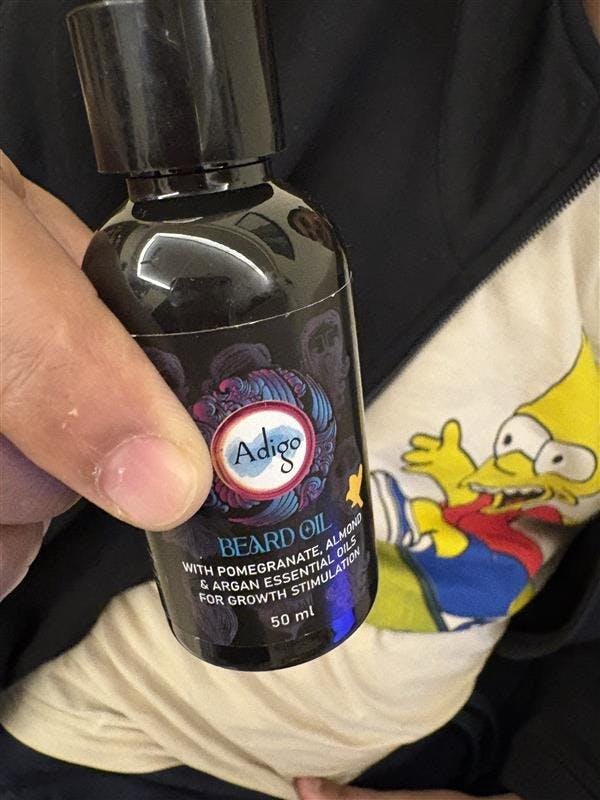 Adigo
BEARD OIL
WITH POMEGRANATE, ALMOND
& ARGAN ESSENTIAL OILS
FOR GROWTH STIMULATION
50 ml